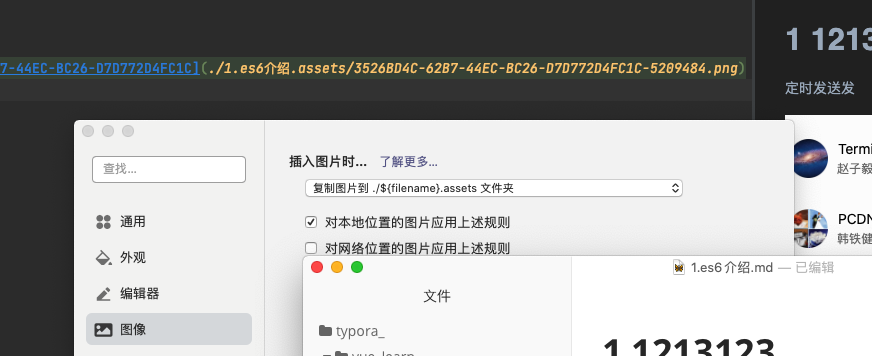 1 1213
7-44EC-BC26-D7D772D4FC1C](./1.es6介绍.assets/3526BD4C-62B7-44EC-BC26-D7D772D4FC1C-5209484.png)
定时发送发
查找...
插入图片时... 了解更多...
复制图片到 ./${filename}.assets 文件夹
Termi
赵子毅
通用
对本地位置的图片应用上述规则
PCDN
韩铁健
外观
对网络位置的图片应用上述规则
1.es6介绍.md — 已编辑
编辑器
文件
图像
typora_
1 1213123